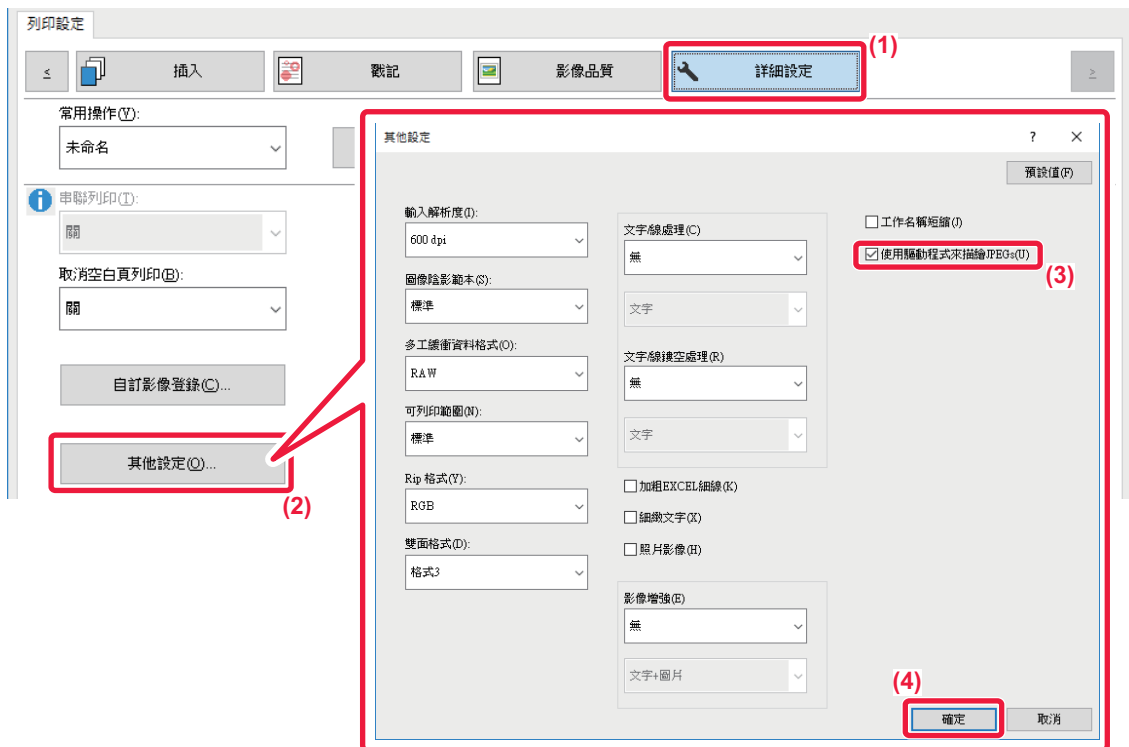 列印設定
(1)
≤
插入
戳記
影像品質
詳細設定
≥
常用操作(V):
未命名
串聯列印(T):
關
取消空白頁列印(B):
關
自訂影像登錄(C)...
其他設定(O)...
(2)
其他設定
?
預設值(F)
輸入解析度(I):
600 dpi
圖像陰影範本(S):
標準
多工緩衝資料格式(O):
RAW
可列印範圍(N):
標準
Rip 格式(Y):
RGB
雙面格式(D):
格式3
文字/線處理(C)
無
文字
文字/線鏤空處理(R)
無
文字
加粗EXCEL細線(K)
細緻文字(X)
照片影像(H)
影像增強(E)
無
文字+圖片
工作名稱短縮(J)
使用驅動程式來描繪JPEGs(U)
(3)
(4)
確定
取消